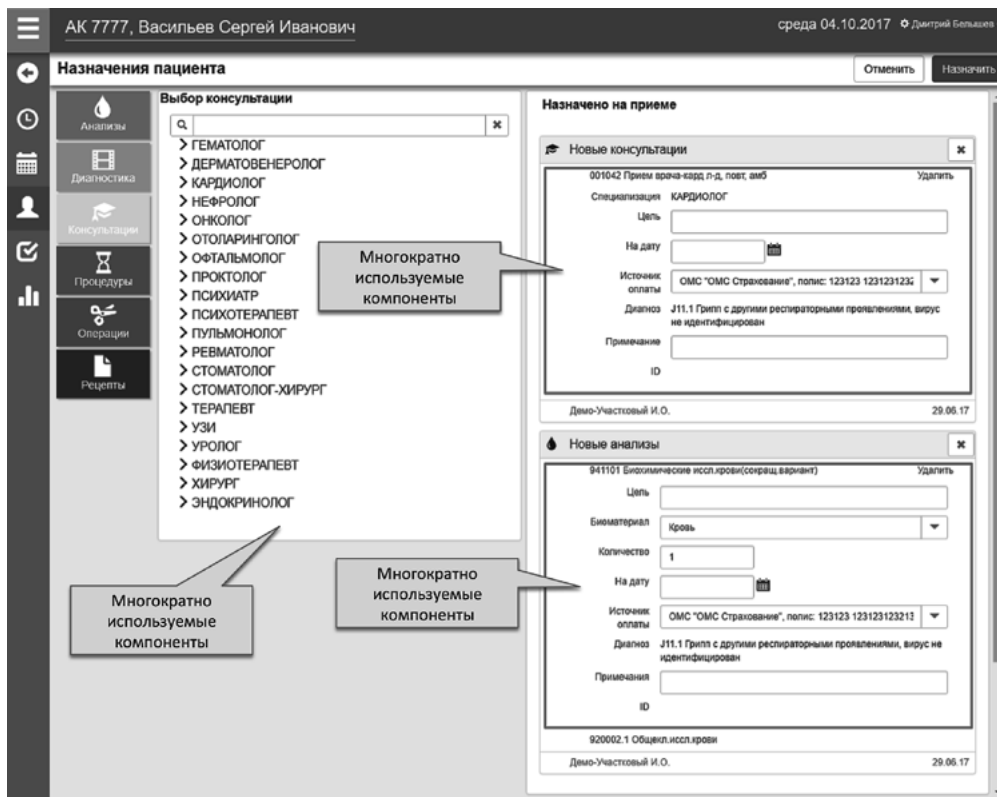 АК 7777, Васильев Сергей Иванович
среда 04.10.2017 Дмитрий Белышев
Назначения пациента
Отменить
Назначить
Анализы
Диагностика
Консультации
Процедуры
Операции
Рецепты
Выбор консультации
ГЕМАТОЛОГ
ДЕРМАТОВЕНЕРОЛОГ
КАРДИОЛОГ
НЕФРОЛОГ
ОНКОЛОГ
ОТОЛАРИНГОЛОГ
ОФТАЛЬМОЛОГ
ПРОКТОЛОГ
ПСИХИАТР
ПСИХОТЕРАПЕВТ
ПУЛЬМОНОЛОГ
РЕВМАТОЛОГ
СТОМАТОЛОГ
СТОМАТОЛОГ-ХИРУРГ
ТЕРАПЕВТ
УЗИ
УРОЛОГ
ФИЗИОТЕРАПЕВТ
ХИРУРГ
ЭНДОКРИНОЛОГ
Многократно
используемые
компоненты
Многократно
используемые
компоненты
Многократно
используемые
компоненты
Назначено на приеме
Новые консультации
001042 Прием врача-кард л-д, повт, амб
Удалить
Специализация КАРДИОЛОГ
Цель
На дату
Источник
оплаты
ОМС "ОМС Страхование", полис: 123123 1231231232
Диагноз J11.1 Грипп с другими респираторными проявлениями, вирус
не идентифицирован
Примечание
ID
Демо-Участковый И.О. 29.06.17
Новые анализы
941101 Биохимические иссл.крови(сокращ.вариант)
Удалить
Цель
Биоматериал Кровь
Количество 1
На дату
Источник
оплаты
ОМС "ОМС Страхование", полис: 123123 123123123213
Диагноз J11.1 Грипп с другими респираторными проявлениями, вирус не
идентифицирован
Примечания
ID
920002.1 Общекл.иссл.крови
Демо-Участковый И.О. 29.06.17